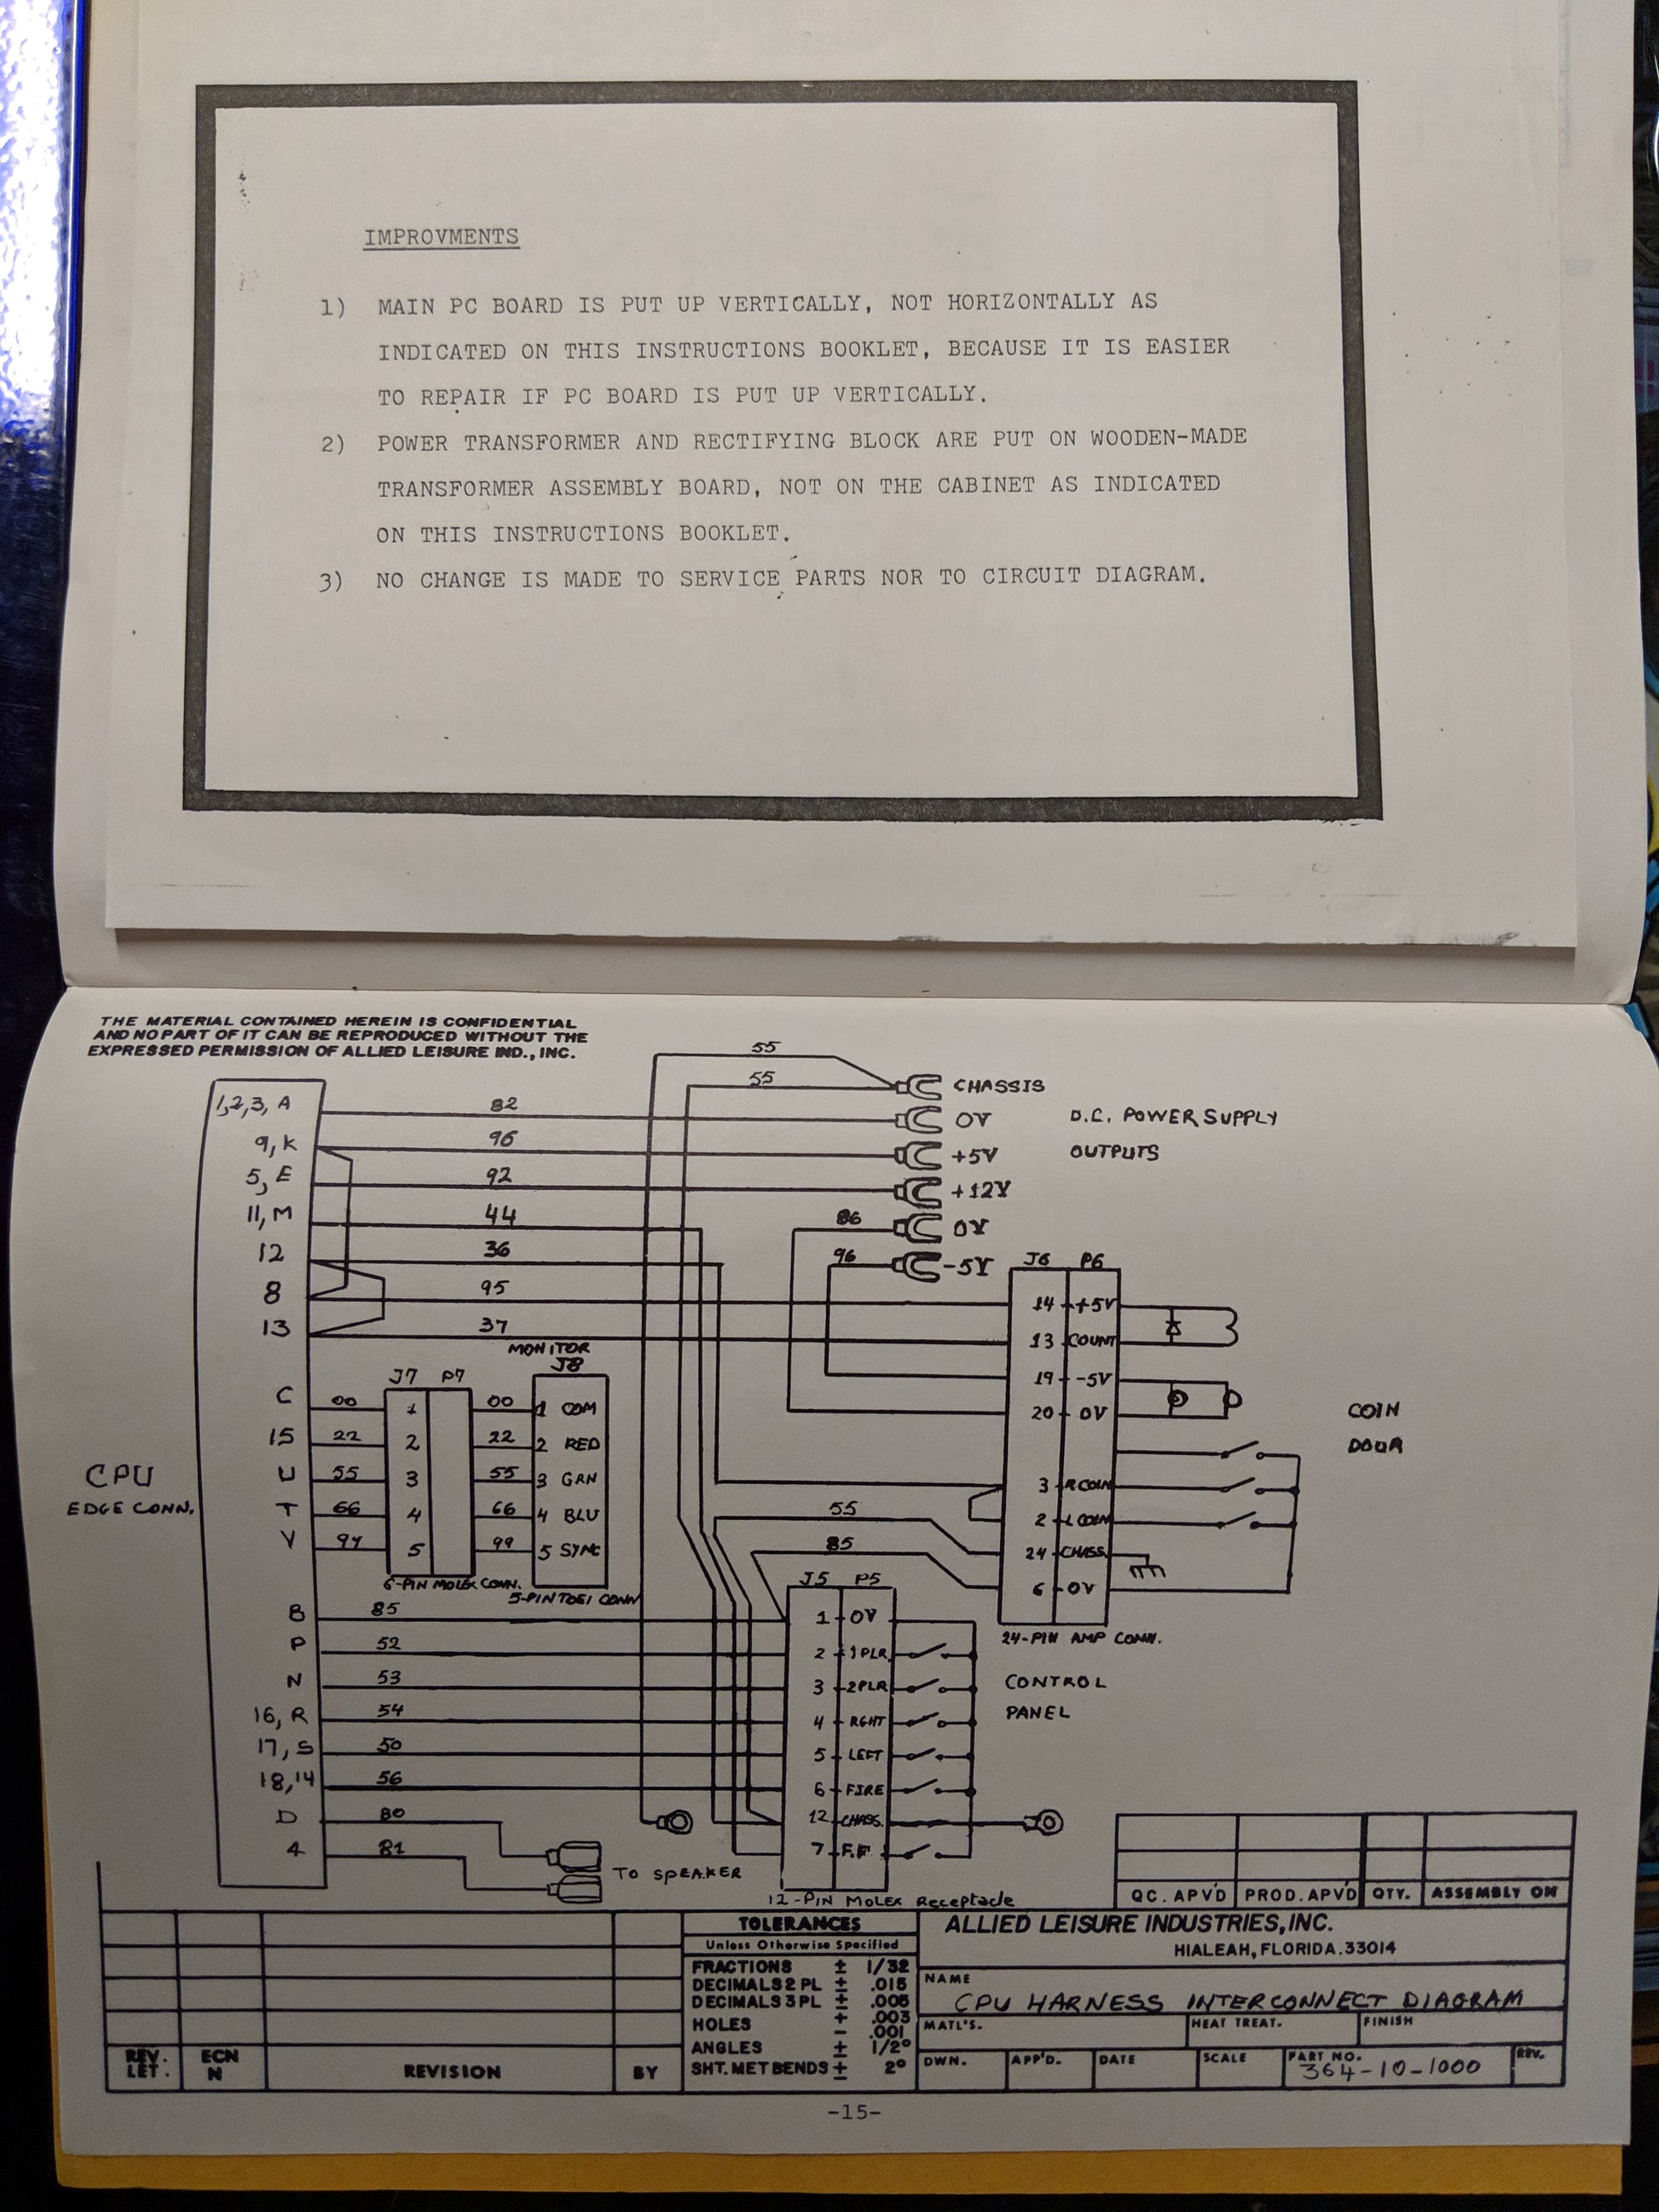 IMPROVMENTS
1) MAIN PC BOARD IS PUT UP VERTICALLY, NOT HORIZONTALLY AS
INDICATED ON THIS INSTRUCTIONS BOOKLET, BECAUSE IT IS EASIER
TO REPAIR IF PC BOARD IS PUT UP VERTICALLY.
2) POWER TRANSFORMER AND RECTIFYING BLOCK ARE PUT ON WOODEN-MADE
TRANSFORMER ASSEMBLY BOARD, NOT ON THE CABINET AS INDICATED
ON THIS INSTRUCTIONS BOOKLET.
3) NO CHANGE IS MADE TO SERVICE PARTS NOR TO CIRCUIT DIAGRAM.
THE MATERIAL CONTAINED HEREIN IS CONFIDENTIAL
AND NO PART OF IT CAN BE REPRODUCED WITHOUT THE
EXPRESSED PERMISSION OF ALLIED LEISURE IND., INC.
55
55 CHASSIS
1,2,3, A 82 0V D.C. POWER SUPPLY
9, K 96 +5V OUTPUTS
5, E 92 +12V
11, M 44 86 0V
12 36 96 -5V J6 P6
8 95 14 +5V
13 37 13 COUNT
MONITOR
J7 P7 J8
19 -5V
C 00 1 00 1 COM 20 0V COIN
15 22 2 22 2 RED DOOR
U 55 3 55 3 GRN 3 R COIN
T 66 4 66 4 BLU 55 2 L COIN
V 5 99 5 SYNC 85 24 CHASS.
6-PIN MOLEX CONN. 5-PIN CONN J5 P5 6 0V
B 85 1 0V 24-PIN AMP CONN.
P 52 2 1PLR
N 53 3 2PLR CONTROL
16, R 54 4 RGHT PANEL
17, S 50 5 LEFT
18,14 56 6 FIRE
D 80 12 CHASS.
4 81 TO SPEAKER 7 F.F
CPU
EDGE CONN.
12-PIN MOLEX Receptacle
QC. APV'D PROD. APV'D QTY. ASSEMBLY ON
TOLERANCES
Unless Otherwise Specified
FRACTIONS ± 1/32
DECIMALS 2 PL ± .015
DECIMALS 3 PL ± .005
HOLES + .003
- .001
ANGLES ± 1/2°
SHT. MET BENDS ± 2°
ALLIED LEISURE INDUSTRIES, INC.
HIALEAH, FLORIDA. 33014
NAME
CPU HARNESS INTERCONNECT DIAGRAM
MATL'S. HEAT TREAT. FINISH
DWN. APP'D. DATE SCALE PART NO. REV.
364-10-1000
REV. LET. ECN N REVISION BY
-15-